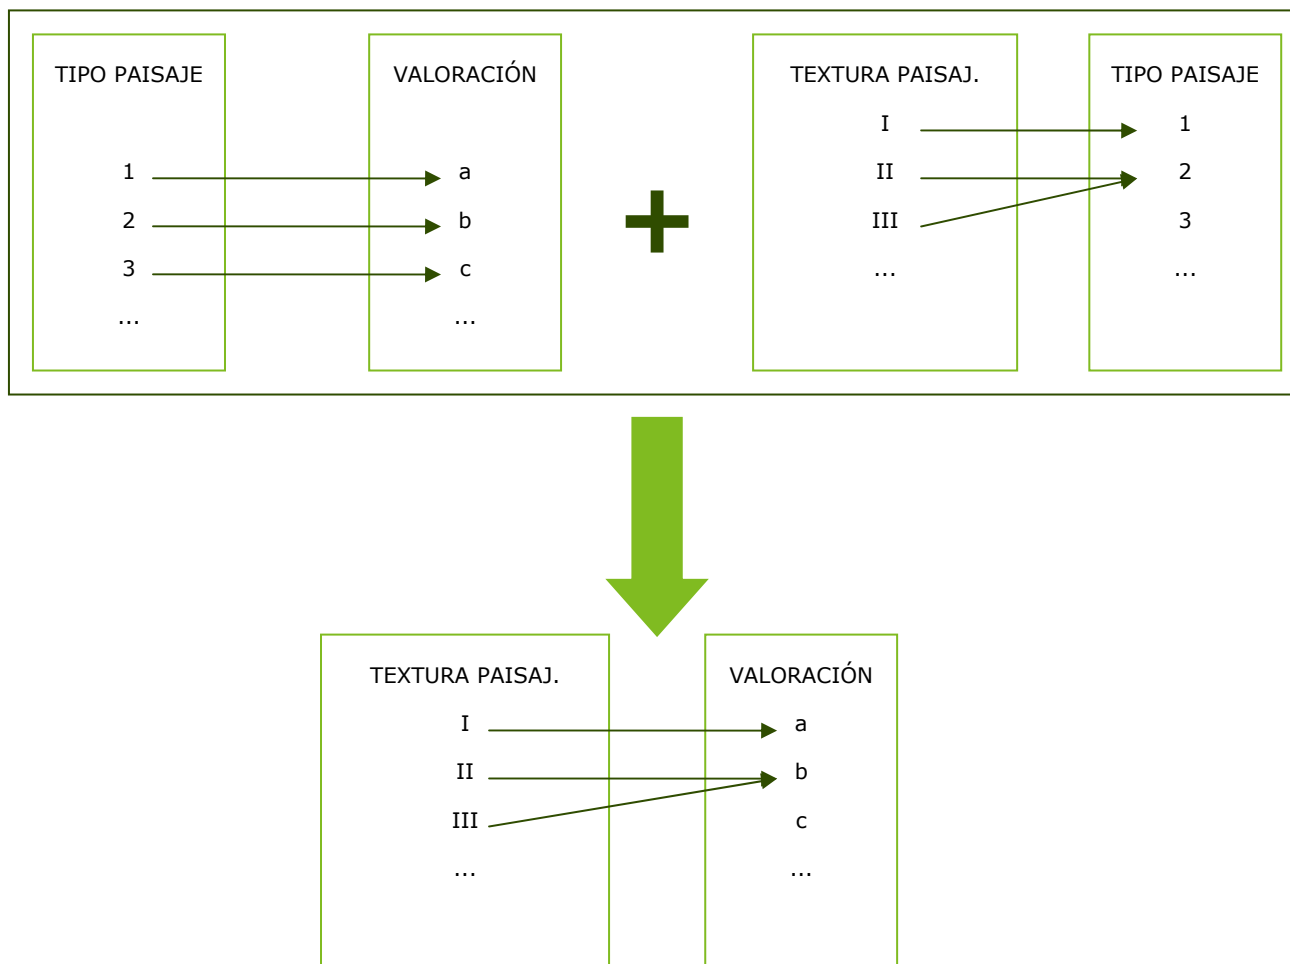 TIPO PAISAJE
1
2
3
...
VALORACIÓN
a
b
c
...
TEXTURA PAISAJ.
I
II
III
...
TIPO PAISAJE
1
2
3
...
TEXTURA PAISAJ.
I
II
III
...
VALORACIÓN
a
b
c
...